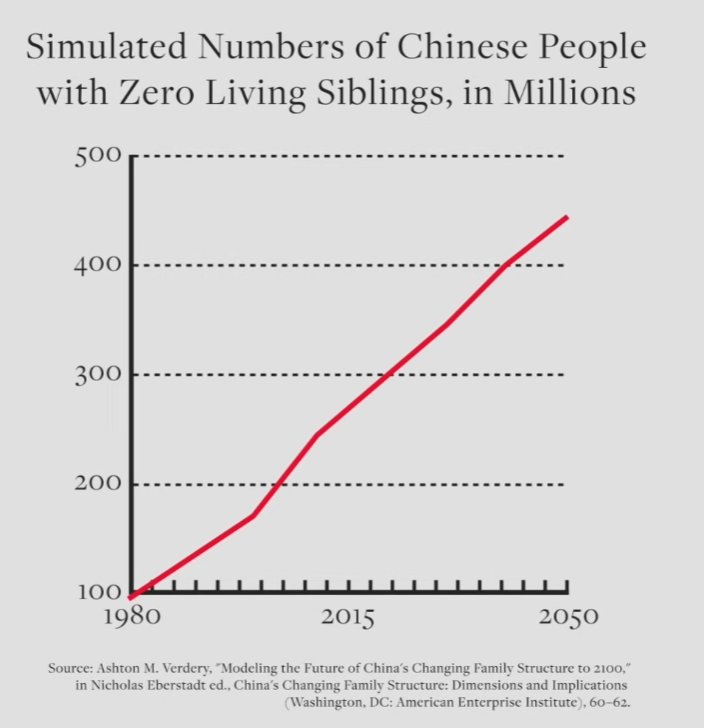 Simulated Numbers of Chinese People
with Zero Living Siblings, in Millions
500
400
300
200
100
1980 2015 2050
Source: Ashton M. Verdery, "Modeling the Future of China's Changing Family Structure to 2100,"
in Nicholas Eberstadt ed., China's Changing Family Structure: Dimensions and Implications
(Washington, DC: American Enterprise Institute), 60–62.